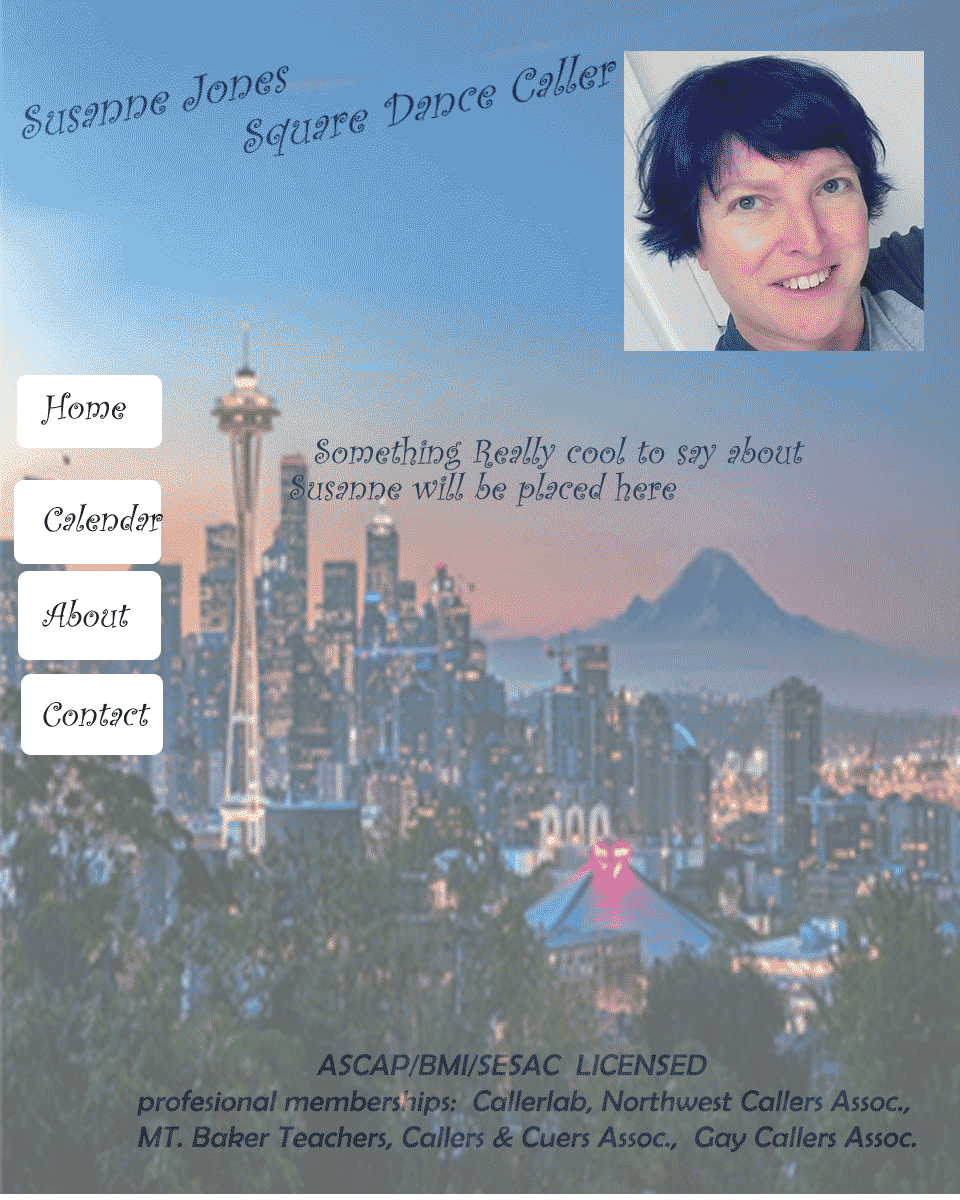 Susanne Jones
Square Dance Caller
Home
Something Really cool to say about
Susanne will be placed here
Calendar
About
Contact
ASCAP/BMI/SESAC LICENSED
profesional memberships: Callerlab, Northwest Callers Assoc.,
MT. Baker Teachers, Callers & Cuers Assoc., Gay Callers Assoc.